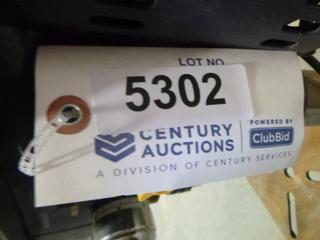 LOT NO.
5302
CENTURY
AUCTIONS
POWERED BY
ClubBid
A DIVISION OF CENTURY SERVICES